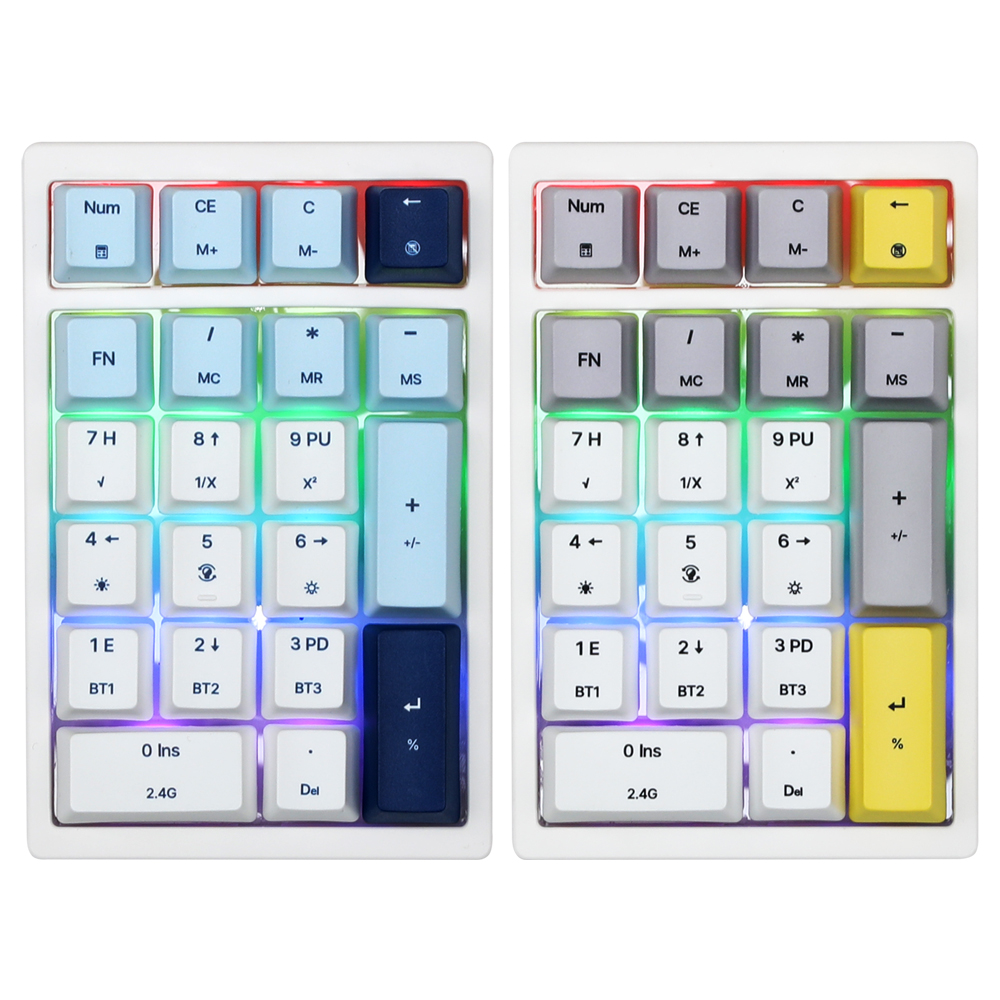 Num CE C ←
M+ M-
FN / * −
MC MR MS
7 H 8 ↑ 9 PU
√ 1/X X²
+
+/-
4 ← 5 6 →
1 E 2 ↓ 3 PD
BT1 BT2 BT3
↵
%
0 Ins .
2.4G Del
Num CE C ←
M+ M-
FN / * −
MC MR MS
7 H 8 ↑ 9 PU
√ 1/X X²
+
+/-
4 ← 5 6 →
1 E 2 ↓ 3 PD
BT1 BT2 BT3
↵
%
0 Ins .
2.4G Del